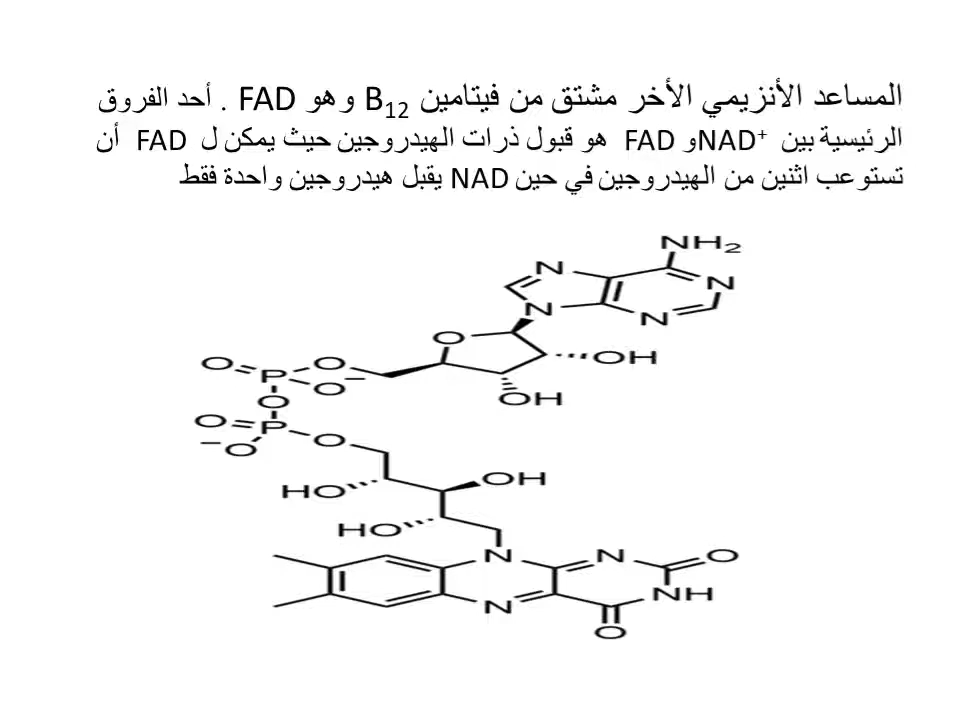 المساعد الأنزيمي الأخر مشتق من فيتامين B12 وهو FAD . أحد الفروق
الرئيسية بين NAD+ و FAD هو قبول ذرات الهيدروجين حيث يمكن ل FAD أن
تستوعب اثنين من الهيدروجين في حين NAD يقبل هيدروجين واحدة فقط
NH2
N
N
N
N
O
O
O
P
O−
OH
OH
O
O
P
O
−O
HO
OH
HO
N
N
O
N
NH
O